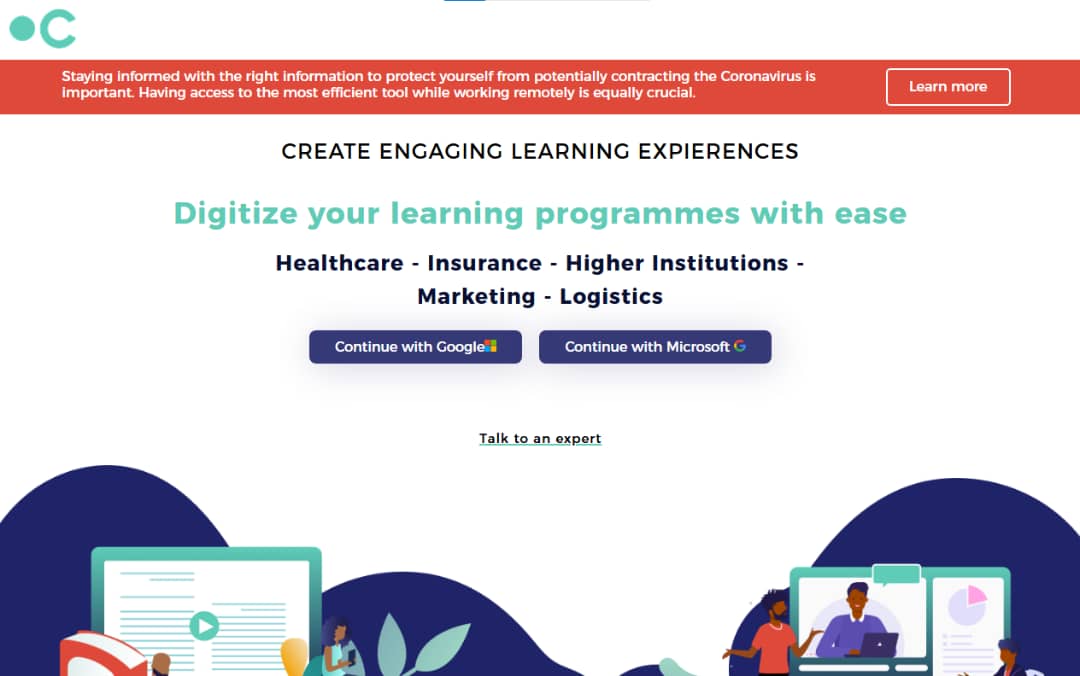 C
Staying informed with the right information to protect yourself from potentially contracting the Coronavirus is
important. Having access to the most efficient tool while working remotely is equally crucial.
Learn more
CREATE ENGAGING LEARNING EXPIERENCES
Digitize your learning programmes with ease
Healthcare - Insurance - Higher Institutions -
Marketing - Logistics
Continue with Google
Continue with Microsoft
Talk to an expert